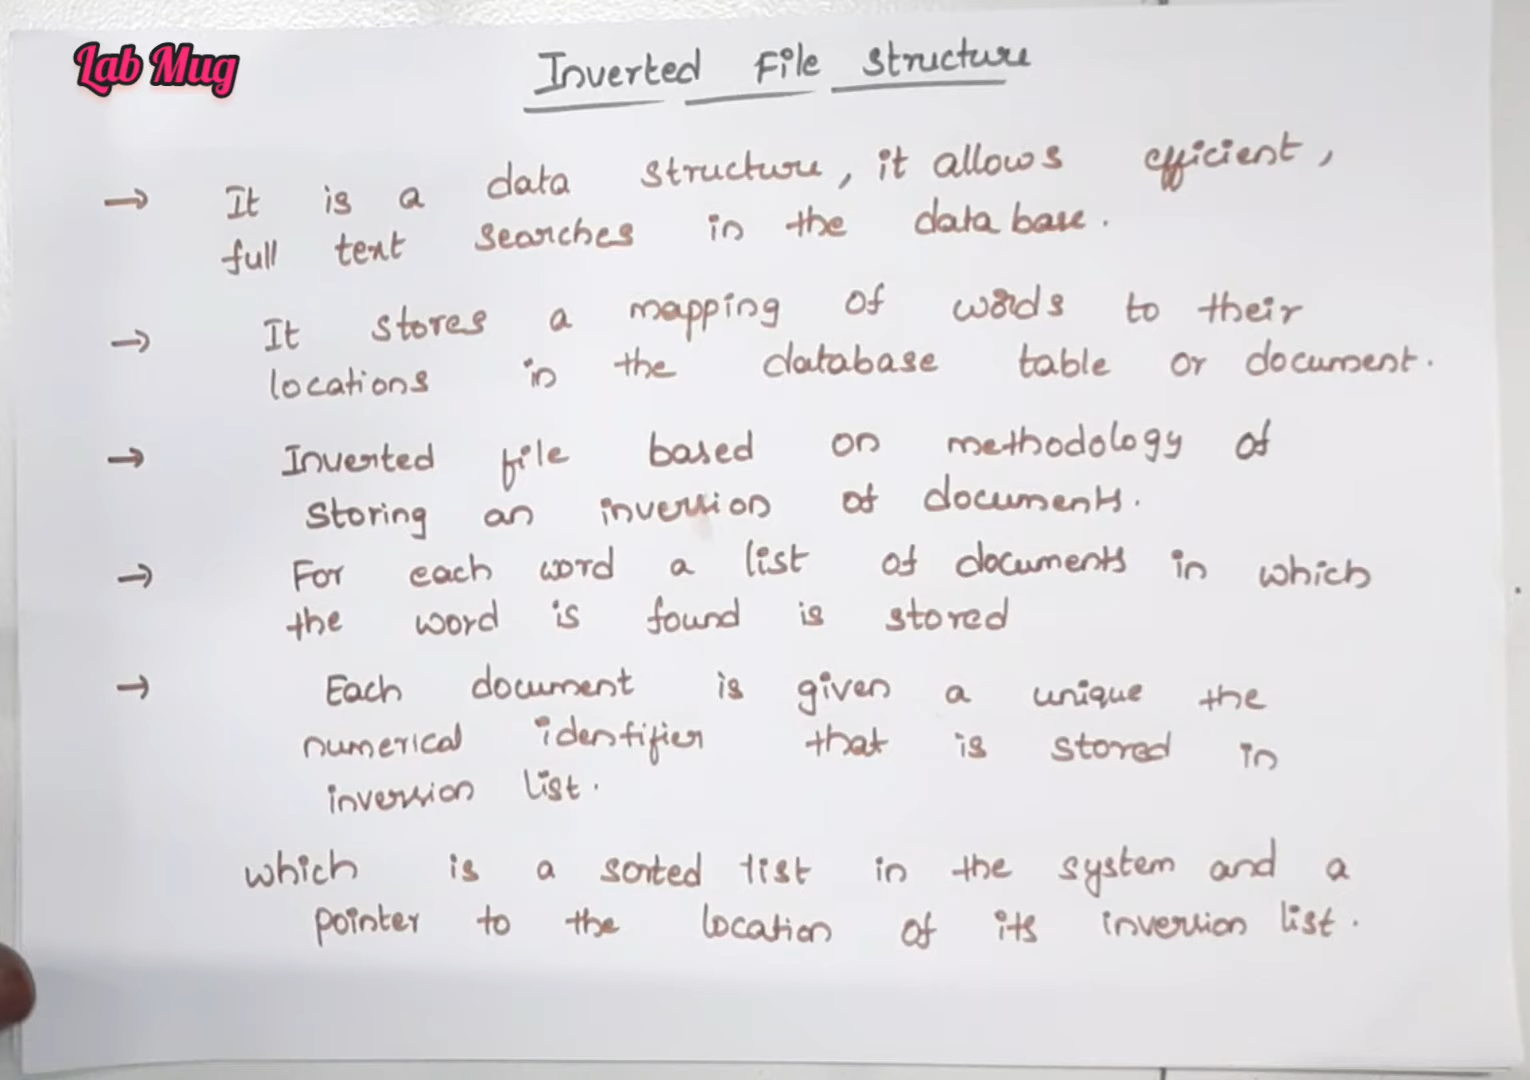 Lab Mug
Inverted File Structure
→ It is a data structure, it allows efficient,
full text searches in the data base.
→ It stores a mapping of words to their
locations in the database table or document.
→ Inverted file based on methodology of
storing an inversion of documents.
→ For each word a list of documents in which
the word is found is stored
→ Each document is given a unique the
numerical identifier that is stored in
inversion list.
which is a sorted list in the system and a
pointer to the location of its inversion list.